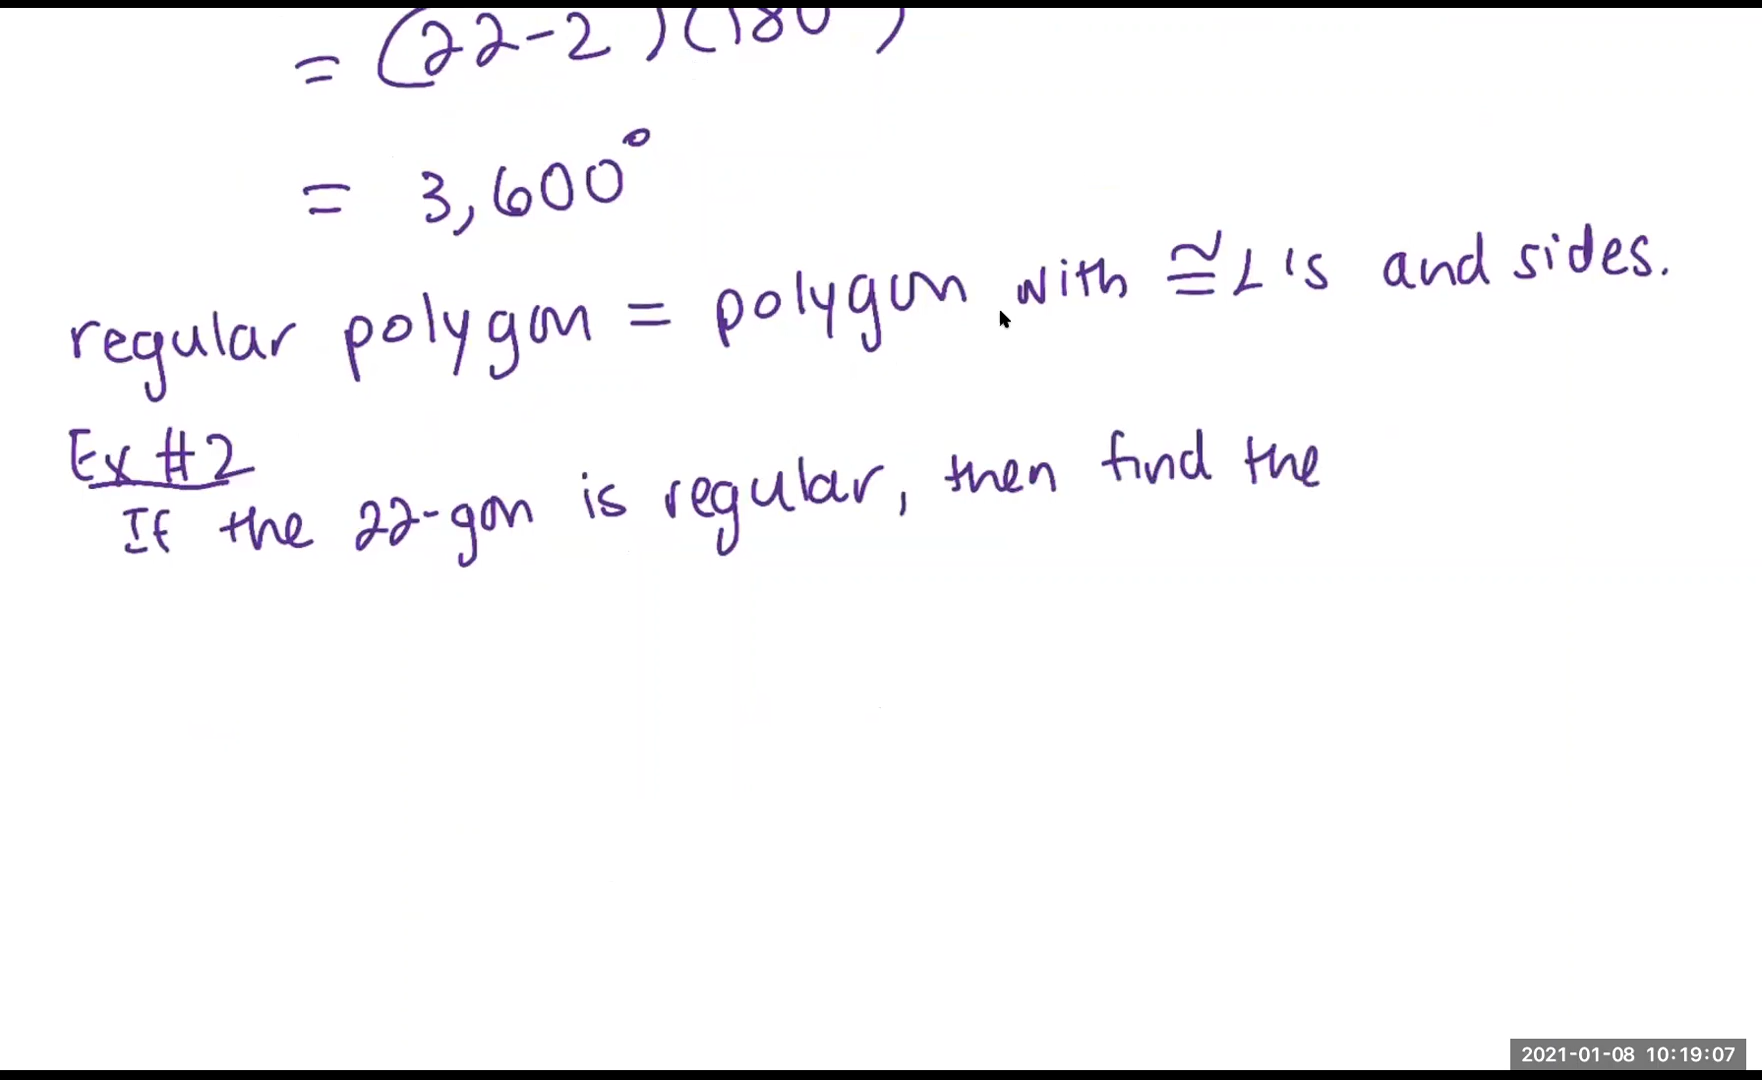 = (22-2)(180)
= 3,600°
regular polygon = polygon with ≅∠'s and sides.
Ex #2
If the 22-gon is regular, then find the
2021-01-08 10:19:07